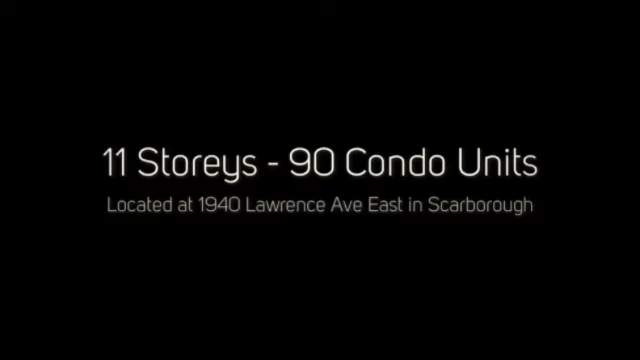 11 Storeys - 90 Condo Units
Located at 1940 Lawrence Ave East in Scarborough